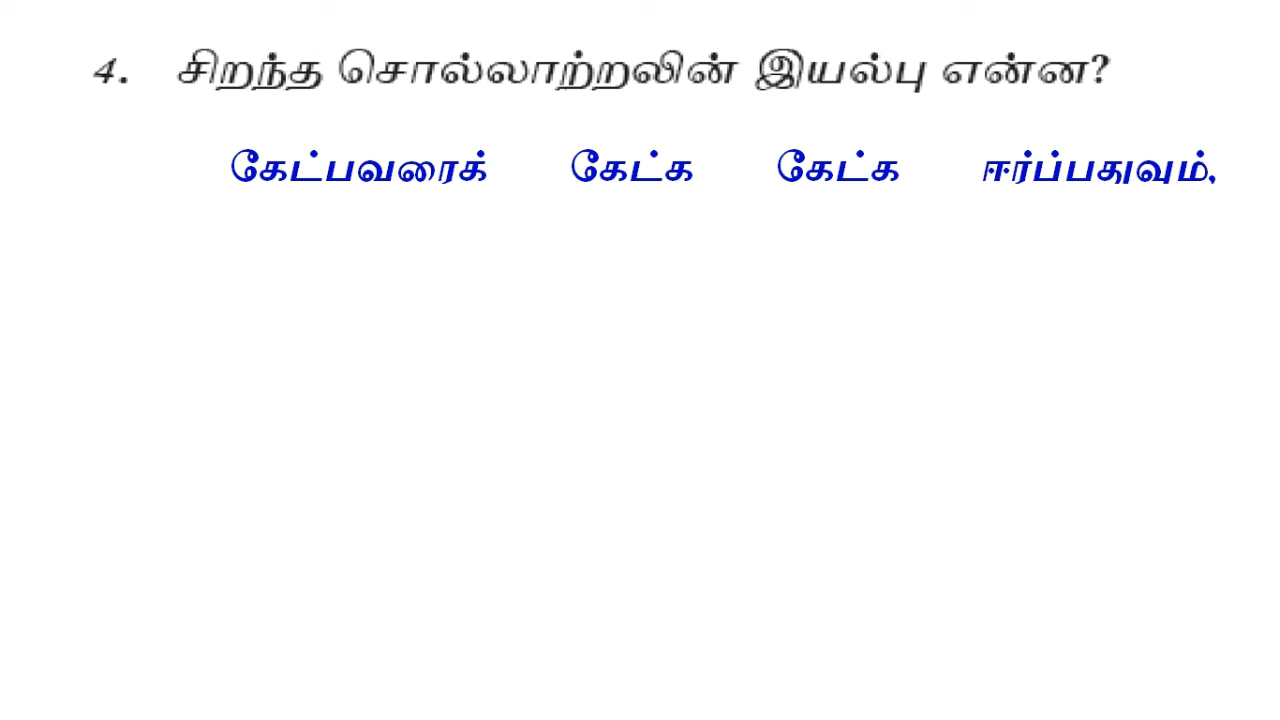 4. சிறந்த சொல்லாற்றலின் இயல்பு என்ன?
கேட்பவரைக் கேட்க கேட்க ஈர்ப்பதுவும்,